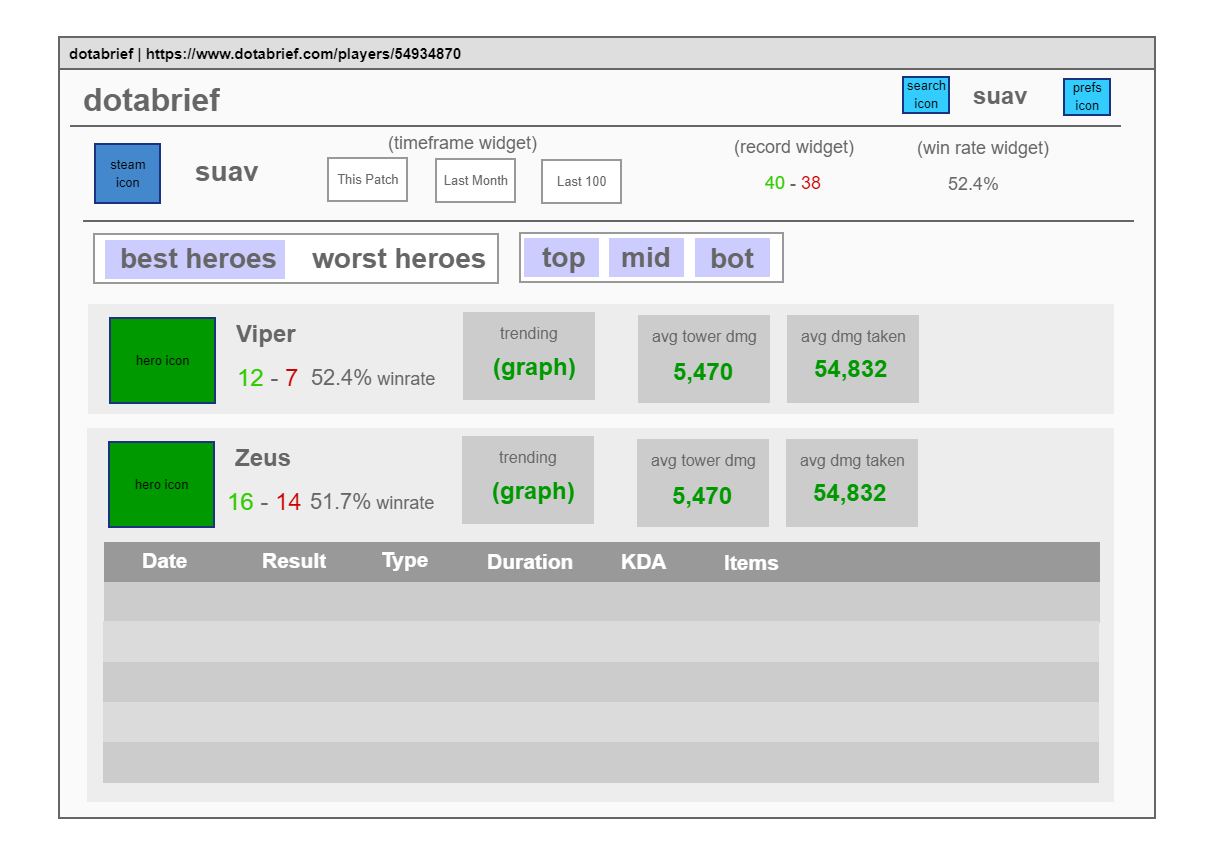 dotabrief | https://www.dotabrief.com/players/54934870
dotabrief
search
icon
suav
prefs
icon
steam
icon
suav
(timeframe widget)
This Patch
Last Month
Last 100
(record widget)
40 - 38
(win rate widget)
52.4%
best heroes
worst heroes
top
mid
bot
hero icon
Viper
12 - 7 52.4% winrate
trending
(graph)
avg tower dmg
5,470
avg dmg taken
54,832
hero icon
Zeus
16 - 14 51.7% winrate
trending
(graph)
avg tower dmg
5,470
avg dmg taken
54,832
Date Result Type Duration KDA Items